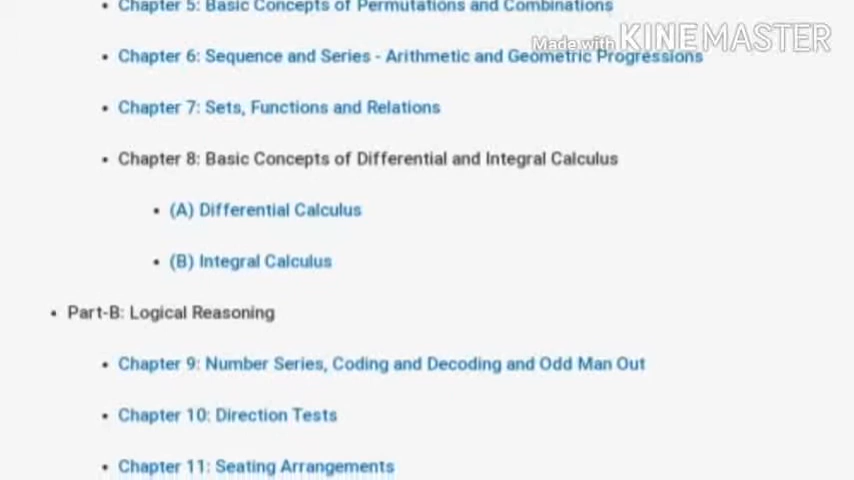 Chapter 5: Basic Concepts of Permutations and Combinations
Made with KINEMASTER
Chapter 6: Sequence and Series - Arithmetic and Geometric Progressions
Chapter 7: Sets, Functions and Relations
Chapter 8: Basic Concepts of Differential and Integral Calculus
(A) Differential Calculus
(B) Integral Calculus
Part-B: Logical Reasoning
Chapter 9: Number Series, Coding and Decoding and Odd Man Out
Chapter 10: Direction Tests
Chapter 11: Seating Arrangements